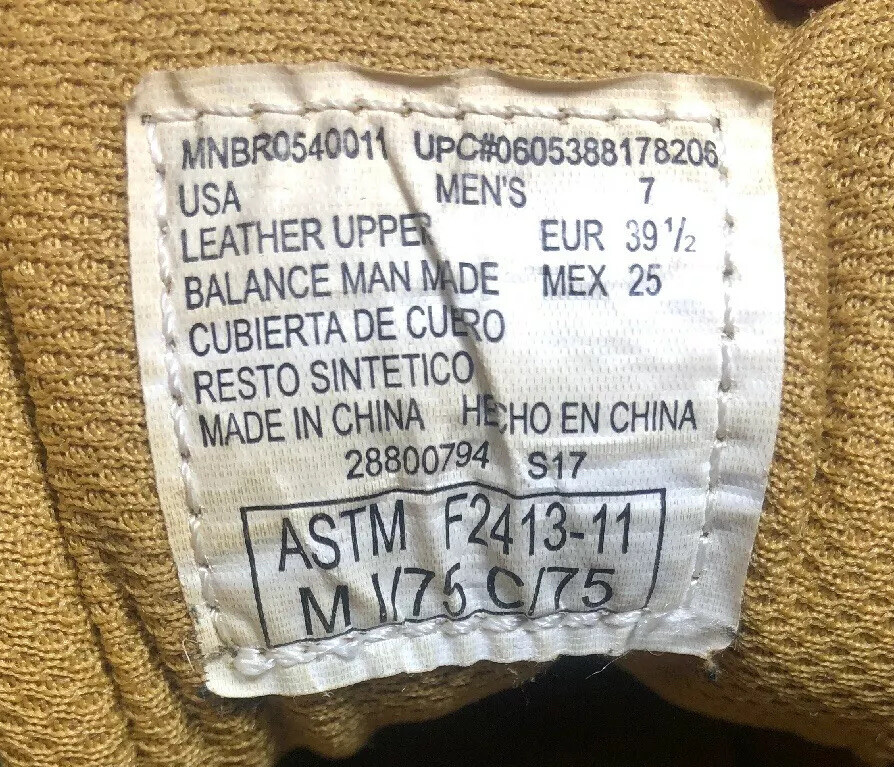 MNBR0540011 UPC#0605388178206
USA MEN'S 7
LEATHER UPPER EUR 39 1/2
BALANCE MAN MADE MEX 25
CUBIERTA DE CUERO
RESTO SINTETICO
MADE IN CHINA HECHO EN CHINA
28800794 S17
ASTM F2413-11
M I/75 C/75